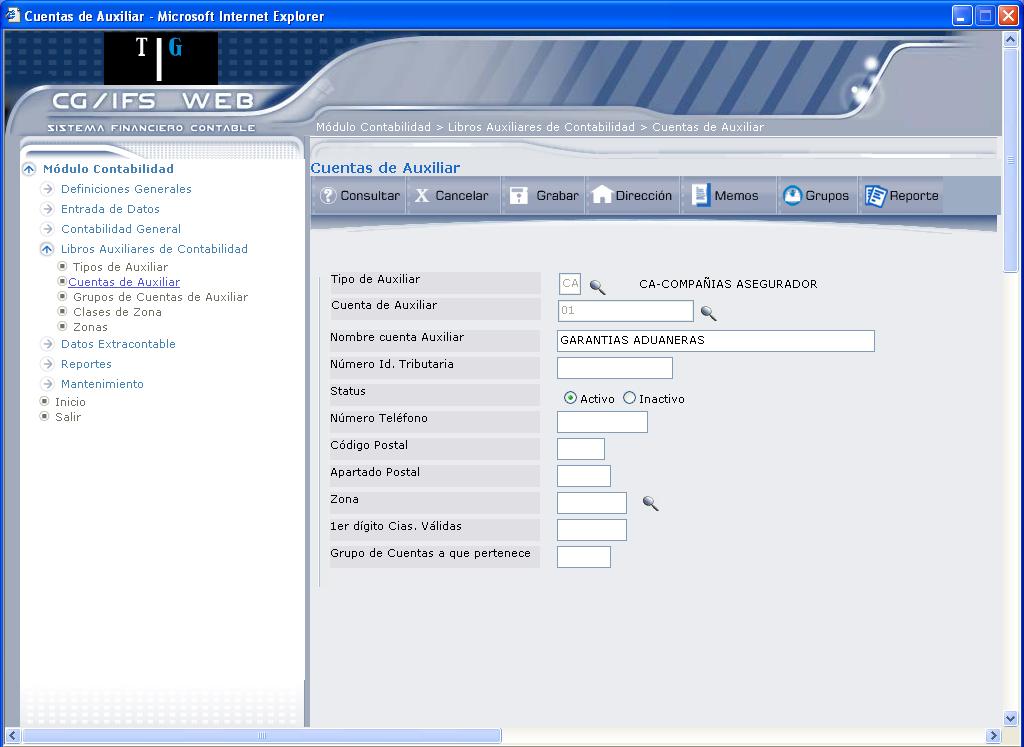 Cuentas de Auxiliar - Microsoft Internet Explorer
T G
CG/IFS WEB
SISTEMA FINANCIERO CONTABLE
Módulo Contabilidad > Libros Auxiliares de Contabilidad > Cuentas de Auxiliar
Módulo Contabilidad
Definiciones Generales
Entrada de Datos
Contabilidad General
Libros Auxiliares de Contabilidad
Tipos de Auxiliar
Cuentas de Auxiliar
Grupos de Cuentas de Auxiliar
Clases de Zona
Zonas
Datos Extracontable
Reportes
Mantenimiento
Inicio
Salir
Cuentas de Auxiliar
? Consultar X Cancelar Grabar Dirección Memos Grupos Reporte
Tipo de Auxiliar CA CA-COMPAÑIAS ASEGURADOR
Cuenta de Auxiliar 01
Nombre cuenta Auxiliar GARANTIAS ADUANERAS
Número Id. Tributaria
Status Activo Inactivo
Número Teléfono
Código Postal
Apartado Postal
Zona
1er dígito Cias. Válidas
Grupo de Cuentas a que pertenece